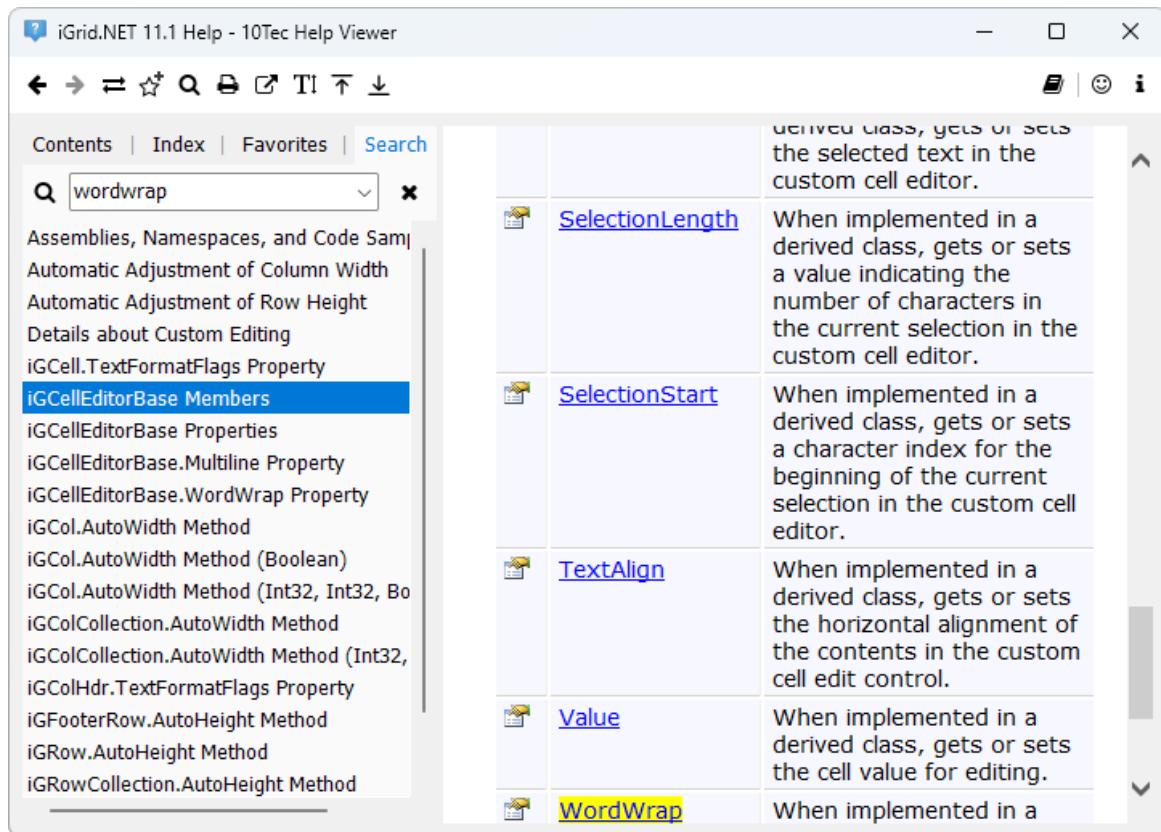 iGrid.NET 11.1 Help - 10Tec Help Viewer
Contents | Index | Favorites | Search
wordwrap
Assemblies, Namespaces, and Code Samp
Automatic Adjustment of Column Width
Automatic Adjustment of Row Height
Details about Custom Editing
iGCell.TextFormatFlags Property
iGCellEditorBase Members
iGCellEditorBase Properties
iGCellEditorBase.Multiline Property
iGCellEditorBase.WordWrap Property
iGCol.AutoWidth Method
iGCol.AutoWidth Method (Boolean)
iGCol.AutoWidth Method (Int32, Int32, Bo
iGColCollection.AutoWidth Method
iGColCollection.AutoWidth Method (Int32,
iGColHdr.TextFormatFlags Property
iGFooterRow.AutoHeight Method
iGRow.AutoHeight Method
iGRowCollection.AutoHeight Method
derived class, gets or sets
the selected text in the
custom cell editor.
SelectionLength
When implemented in a
derived class, gets or sets
a value indicating the
number of characters in
the current selection in the
custom cell editor.
SelectionStart
When implemented in a
derived class, gets or sets
a character index for the
beginning of the current
selection in the custom cell
editor.
TextAlign
When implemented in a
derived class, gets or sets
the horizontal alignment of
the contents in the custom
cell edit control.
Value
When implemented in a
derived class, gets or sets
the cell value for editing.
WordWrap
When implemented in a